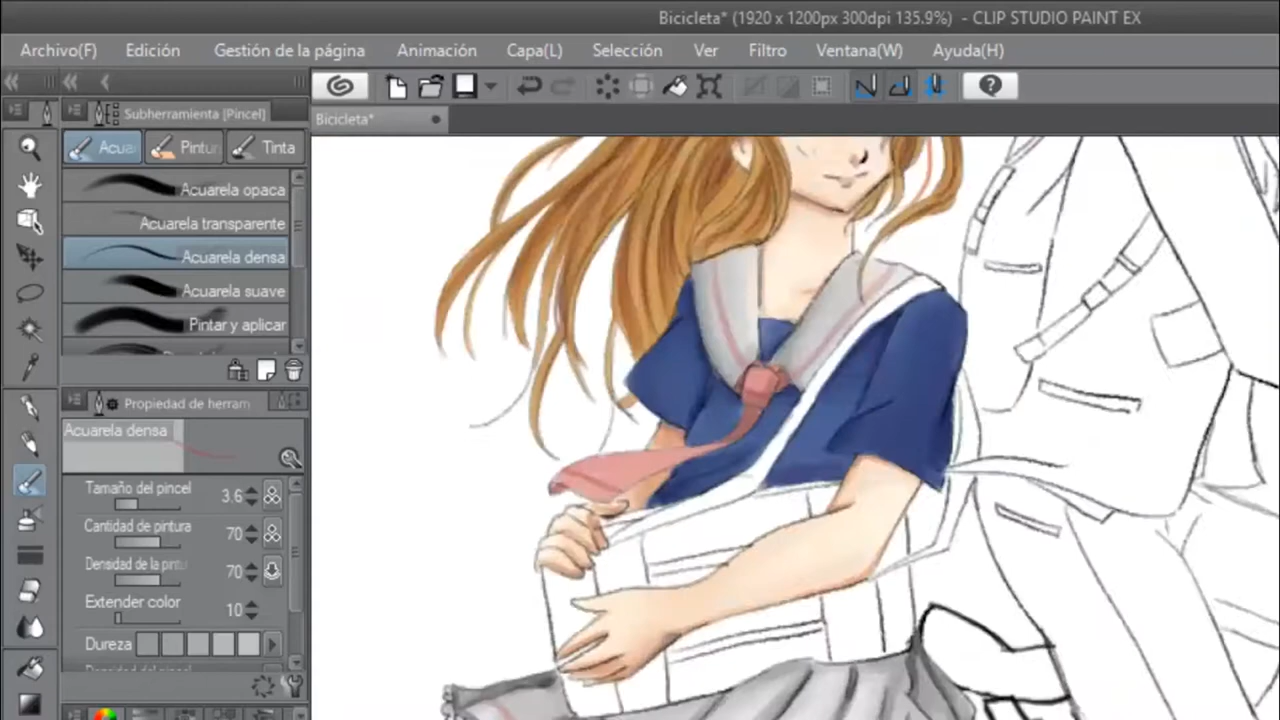 Bicicleta* (1920 x 1200px 300dpi 135.9%) - CLIP STUDIO PAINT EX
Archivo(F) Edición Gestión de la página Animación Capa(L) Selección Ver Filtro Ventana(W) Ayuda(H)
Subherramienta [Pincel]
Bicicleta*
Acua Pintur Tinta
Acuarela opaca
Acuarela transparente
Acuarela densa
Acuarela suave
Pintar y aplicar
Propiedad de herram
Acuarela densa
Tamaño del pincel 3.6
Cantidad de pintura 70
Densidad de la pintu 70
Extender color 10
Dureza